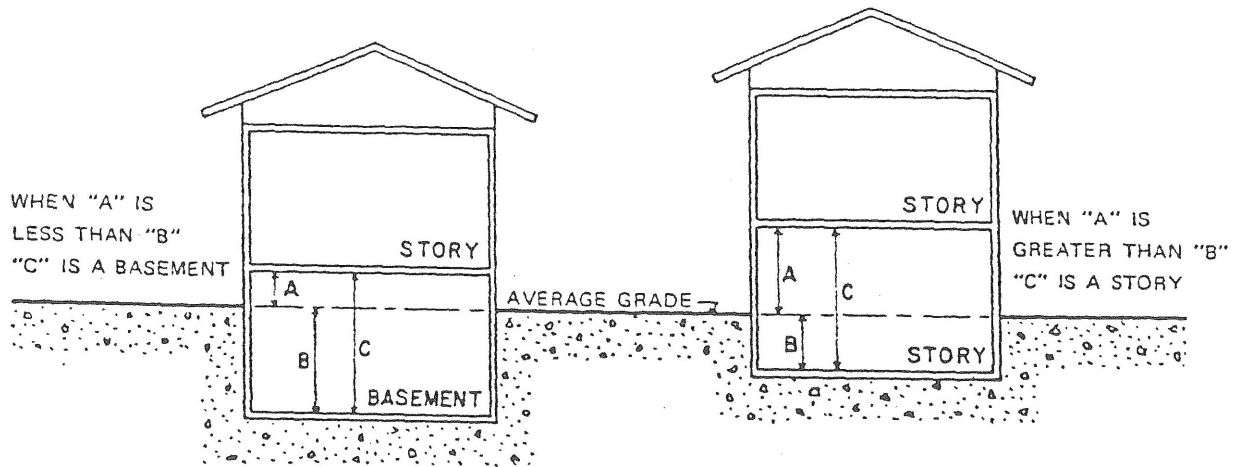 WHEN "A" IS
LESS THAN "B"
"C" IS A BASEMENT
STORY
A
B
C
BASEMENT
AVERAGE GRADE
STORY
A
C
B
STORY
WHEN "A" IS
GREATER THAN "B"
"C" IS A STORY